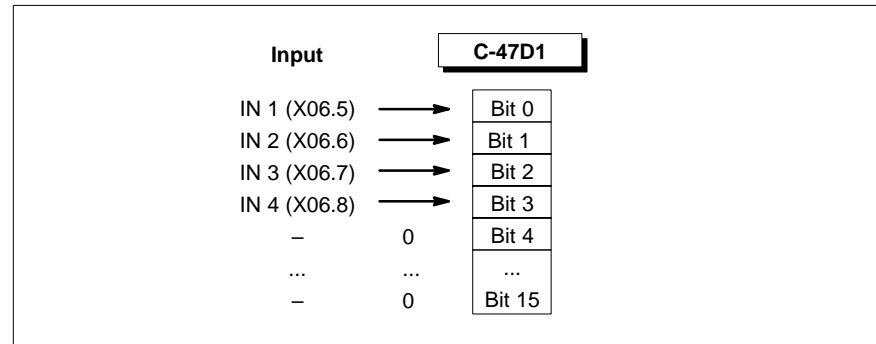 Input C-47D1
IN 1 (X06.5) Bit 0
IN 2 (X06.6) Bit 1
IN 3 (X06.7) Bit 2
IN 4 (X06.8) Bit 3
– 0 Bit 4
... ... ...
– 0 Bit 15